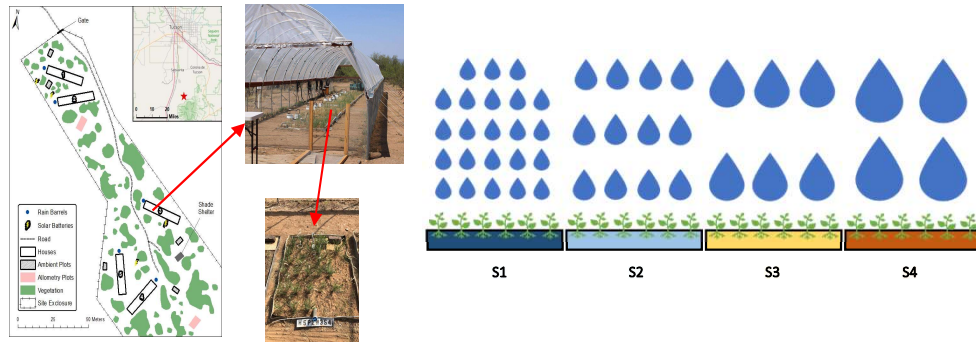 N
Gate
Tucson
0 10 20
Miles
Shade
Shelter
Rain Barrels
Solar Batteries
Road
Houses
Ambient Plots
Allometry Plots
Vegetation
Site Exclosure
0 25 50 Meters
S1 S2 S3 S4